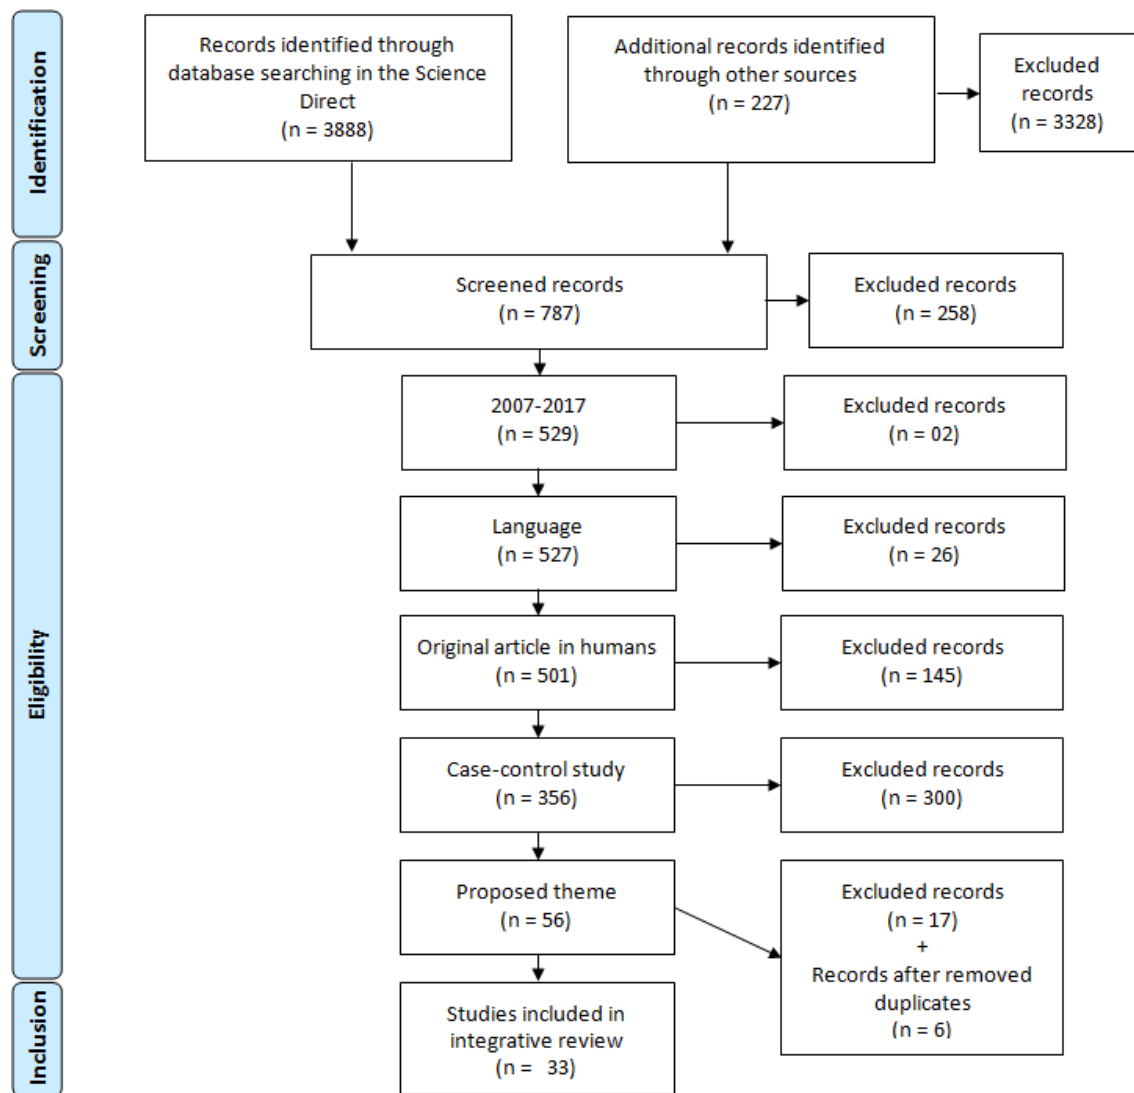 Identification
Records identified through
database searching in the Science
Direct
(n = 3888)
Additional records identified
through other sources
(n = 227)
Excluded
records
(n = 3328)
Screening
Screened records
(n = 787)
Excluded records
(n = 258)
Eligibility
2007-2017
(n = 529)
Excluded records
(n = 02)
Language
(n = 527)
Excluded records
(n = 26)
Original article in humans
(n = 501)
Excluded records
(n = 145)
Case-control study
(n = 356)
Excluded records
(n = 300)
Proposed theme
(n = 56)
Excluded records
(n = 17)
+
Records after removed
duplicates
(n = 6)
Inclusion
Studies included in
integrative review
(n = 33)